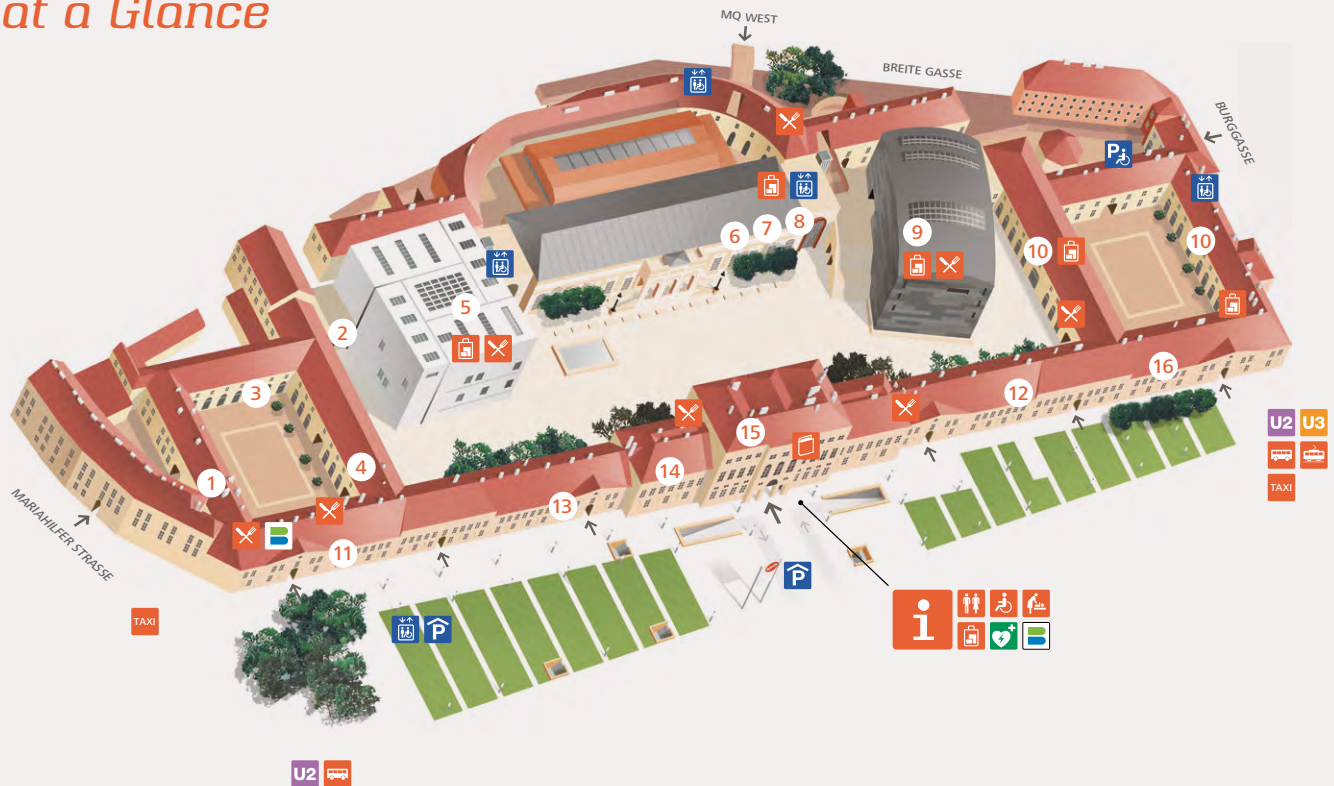 at a Glance
MQ WEST
BREITE GASSE
BURGGASSE
P
6
7
8
9
10
10
2
5
3
12
16
15
1
4
14
13
11
U2 U3
TAXI
MARIAHILFER STRASSE
P
i
TAXI
P
U2